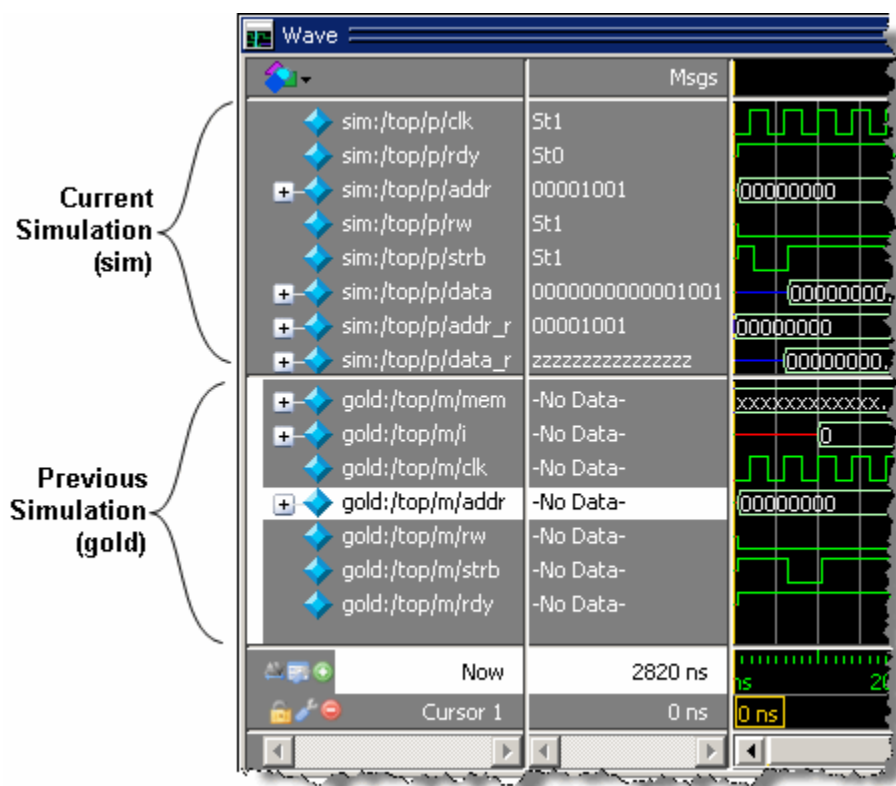 Wave
Msgs
Current
Simulation
(sim)
sim:/top/p/clk St1
sim:/top/p/rdy St0
sim:/top/p/addr 00001001 00000000
sim:/top/p/rw St1
sim:/top/p/strb St1
sim:/top/p/data 0000000000001001 00000000.
sim:/top/p/addr_r 00001001 00000000
sim:/top/p/data_r zzzzzzzzzzzzzzzz 00000000.
Previous
Simulation
(gold)
gold:/top/m/mem -No Data- xxxxxxxxxxxx.
gold:/top/m/i -No Data- 0
gold:/top/m/clk -No Data-
gold:/top/m/addr -No Data- 00000000
gold:/top/m/rw -No Data-
gold:/top/m/strb -No Data-
gold:/top/m/rdy -No Data-
Now 2820 ns
Cursor 1 0 ns 0 ns